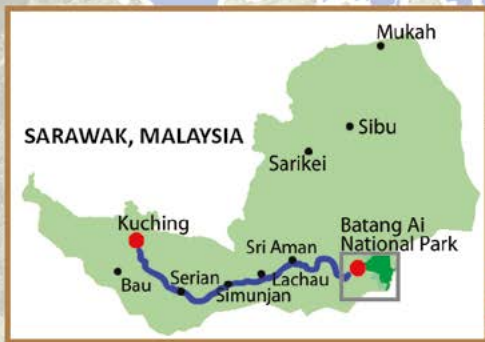 Mukah
Sibu
SARAWAK, MALAYSIA
Sarikei
Kuching
Batang Ai
National Park
Sri Aman
Bau
Serian
Lachau
Simunjan